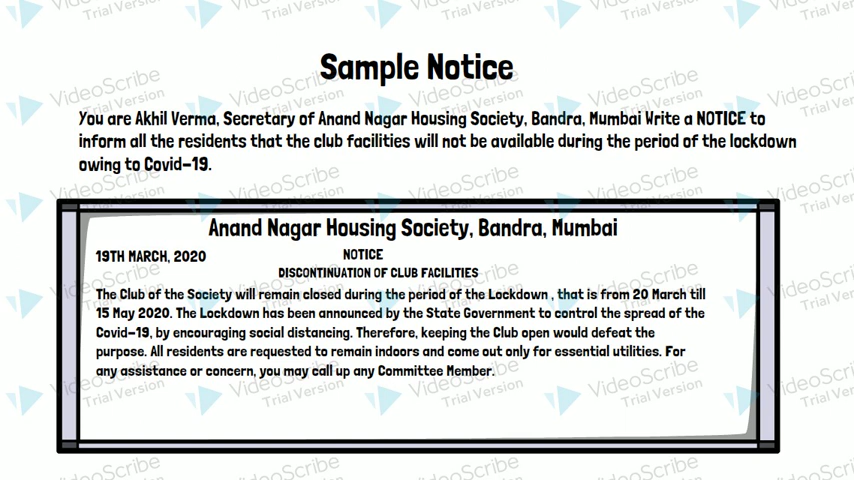 Sample Notice
You are Akhil Verma, Secretary of Anand Nagar Housing Society, Bandra, Mumbai Write a NOTICE to
inform all the residents that the club facilities will not be available during the period of the lockdown
owing to Covid-19.
Anand Nagar Housing Society, Bandra, Mumbai
19TH MARCH, 2020 NOTICE
DISCONTINUATION OF CLUB FACILITIES
The Club of the Society will remain closed during the period of the Lockdown , that is from 20 March till
15 May 2020. The Lockdown has been announced by the State Government to control the spread of the
Covid-19, by encouraging social distancing. Therefore, keeping the Club open would defeat the
purpose. All residents are requested to remain indoors and come out only for essential utilities. For
any assistance or concern, you may call up any Committee Member.
VideoScribe
Trial Version